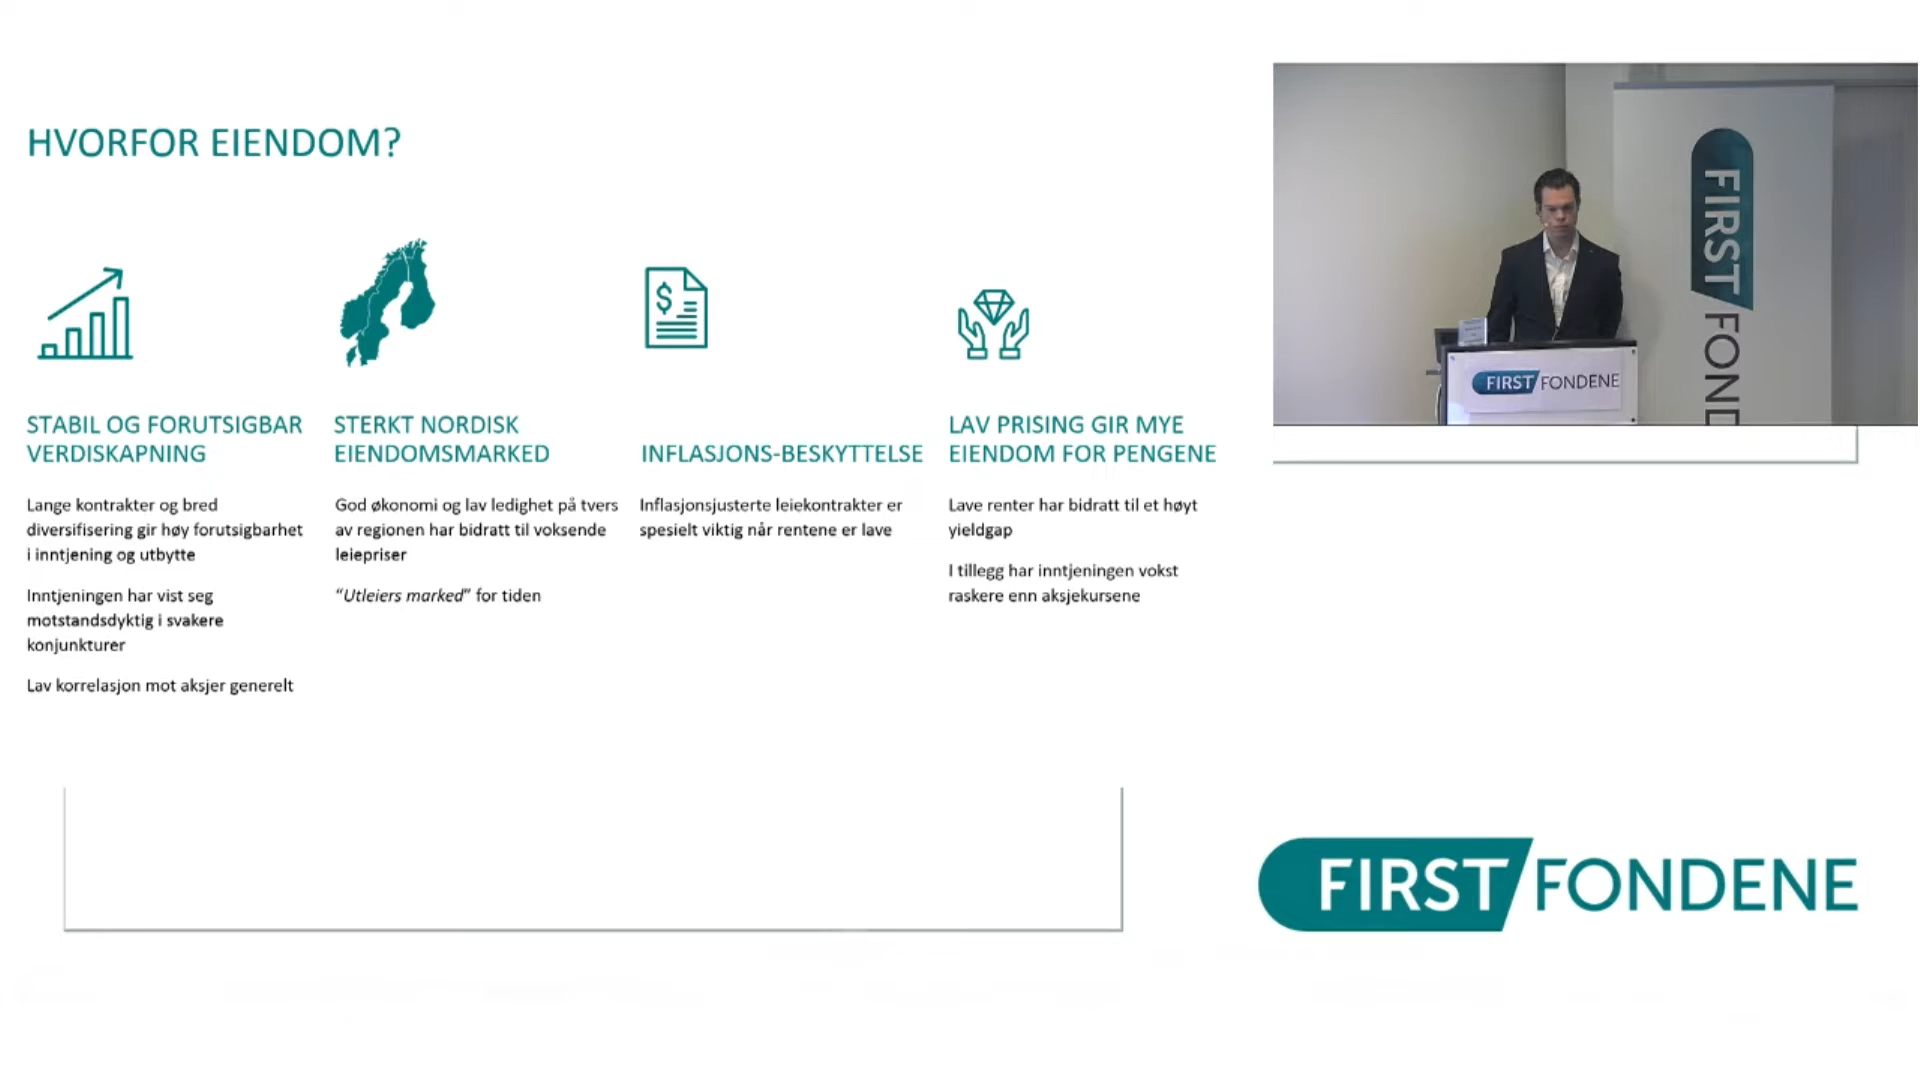 HVORFOR EIENDOM?
STABIL OG FORUTSIGBAR
VERDISKAPNING
Lange kontrakter og bred
diversifisering gir høy forutsigbarhet
i inntjening og utbytte
Inntjeningen har vist seg
motstandsdyktig i svakere
konjunkturer
Lav korrelasjon mot aksjer generelt
STERKT NORDISK
EIENDOMSMARKED
God økonomi og lav ledighet på tvers
av regionen har bidratt til voksende
leiepriser
“Utleiers marked” for tiden
$
INFLASJONS-BESKYTTELSE
Inflasjonsjusterte leiekontrakter er
spesielt viktig når rentene er lave
LAV PRISING GIR MYE
EIENDOM FOR PENGENE
Lave renter har bidratt til et høyt
yieldgap
I tillegg har inntjeningen vokst
raskere enn aksjekursene
FIRST FOND
FIRST FONDENE
FIRST FONDENE